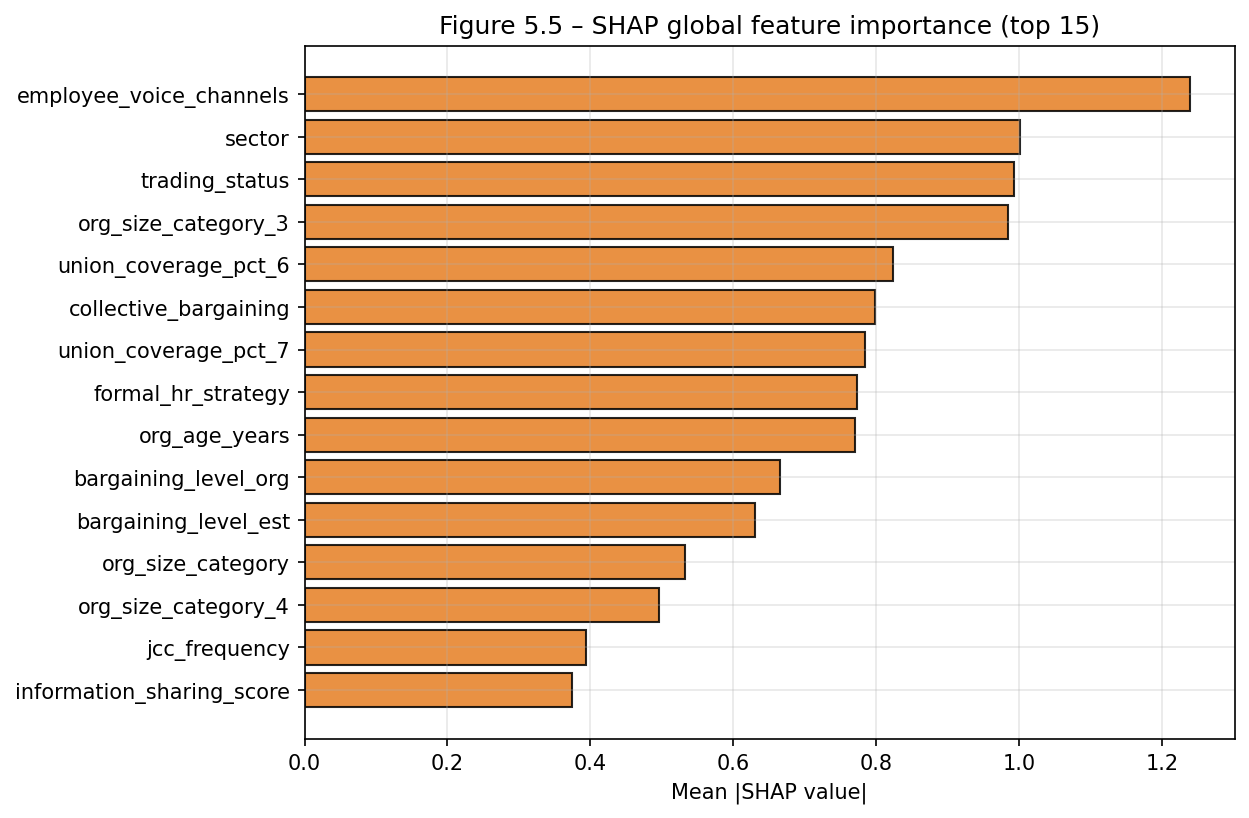 Figure 5.5 – SHAP global feature importance (top 15)
employee_voice_channels
sector
trading_status
org_size_category_3
union_coverage_pct_6
collective_bargaining
union_coverage_pct_7
formal_hr_strategy
org_age_years
bargaining_level_org
bargaining_level_est
org_size_category
org_size_category_4
jcc_frequency
information_sharing_score
0.0 0.2 0.4 0.6 0.8 1.0 1.2
Mean |SHAP value|